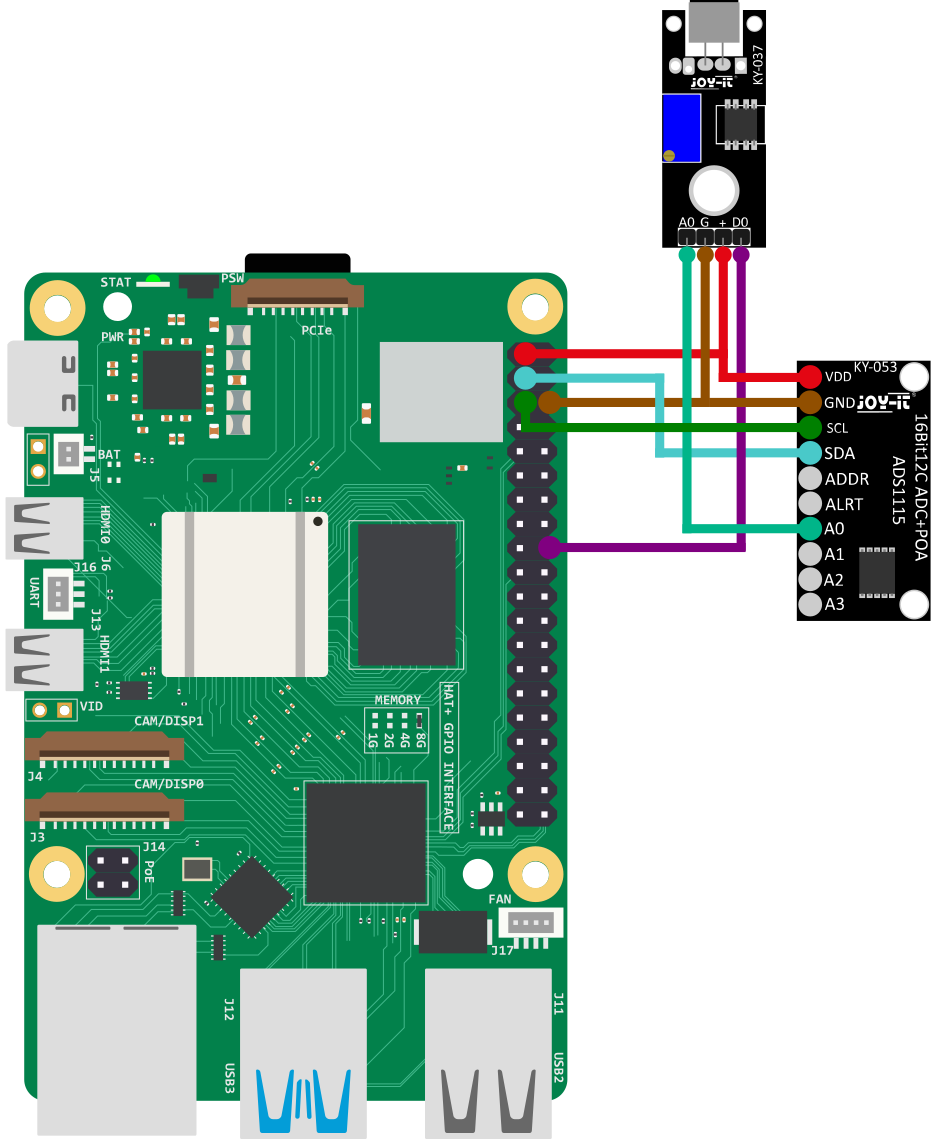 KY-037
JOY-IT
A0 G + D0
STAT
PSW
PCIe
PWR
KY-053
VDD
GND
JOY-IT®
SCL
SDA
ADDR
ALRT
A0
A1
A2
A3
16Bit12C ADC+POA
ADS1115
BAT
J5
HDMI0
J6
J16
UART
J13
HDMI1
VID
CAM/DISP1
J4
CAM/DISP0
J3
MEMORY
1G 2G 4G 8G
HAT+ GPIO INTERFACE
J14
PoE
FAN
J17
J12
USB3
J11
USB2